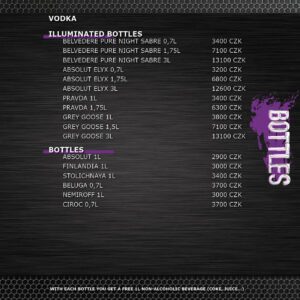 VODKA
ILLUMINATED BOTTLES
BELVEDERE PURE NIGHT SABRE 0,7L 3400 CZK
BELVEDERE PURE NIGHT SABRE 1,75L 7100 CZK
BELVEDERE PURE NIGHT SABRE 3L 13100 CZK
ABSOLUT ELYX 0,7L 3200 CZK
ABSOLUT ELYX 1,75L 6800 CZK
ABSOLUT ELYX 3L 12600 CZK
PRAVDA 1L 3400 CZK
PRAVDA 1,75L 6300 CZK
GREY GOOSE 1L 3800 CZK
GREY GOOSE 1,5L 7100 CZK
GREY GOOSE 3L 13100 CZK
BOTTLES
ABSOLUT 1L 2900 CZK
FINLANDIA 1L 3000 CZK
STOLICHNAYA 1L 3400 CZK
BELUGA 0,7L 3700 CZK
NEMIROFF 1L 3000 CZK
CIROC 0,7L 3700 CZK
BOTTLES
WITH EACH BOTTLE YOU GET A FREE 1L NON-ALCOHOLIC BEVERAGE (COKE, JUICE...)